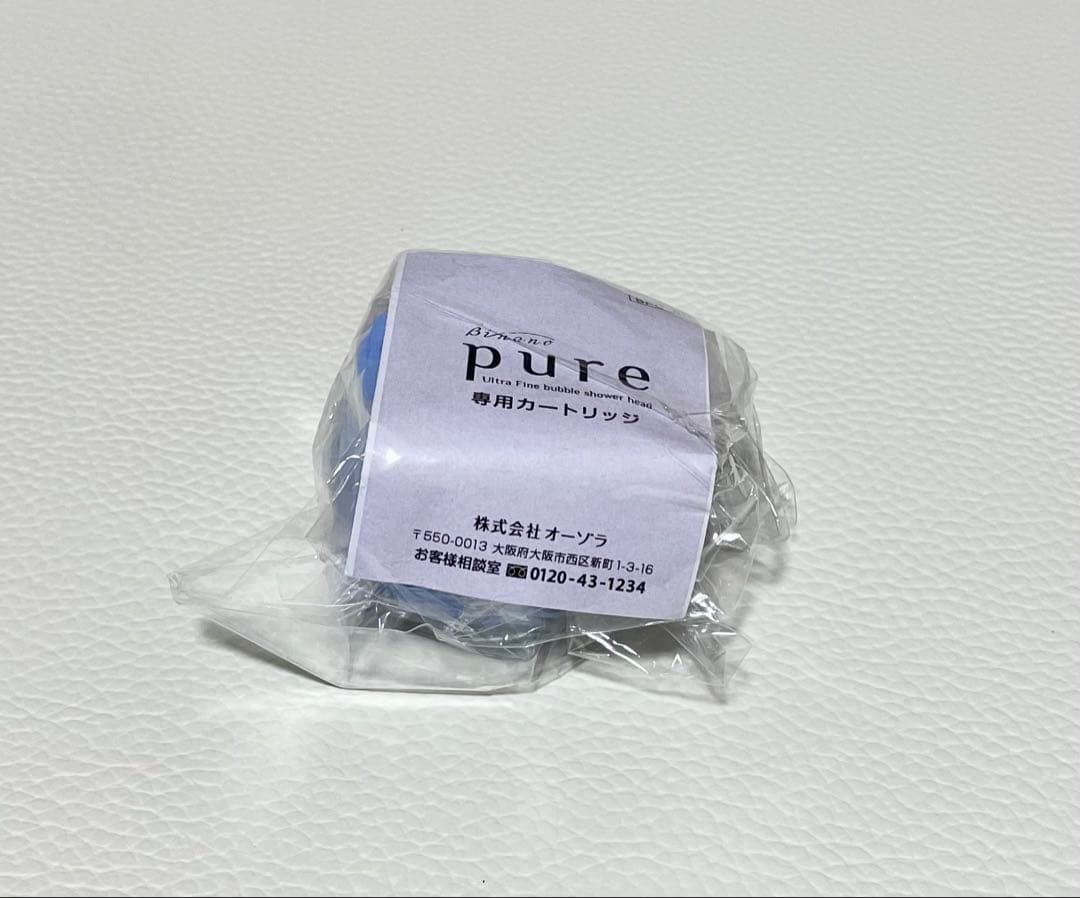 Bimono
pure
Ultra Fine bubble shower head
専用カートリッジ
株式会社オーゾラ
〒550-0013 大阪府大阪市西区新町1-3-16
お客様相談室 0120-43-1234